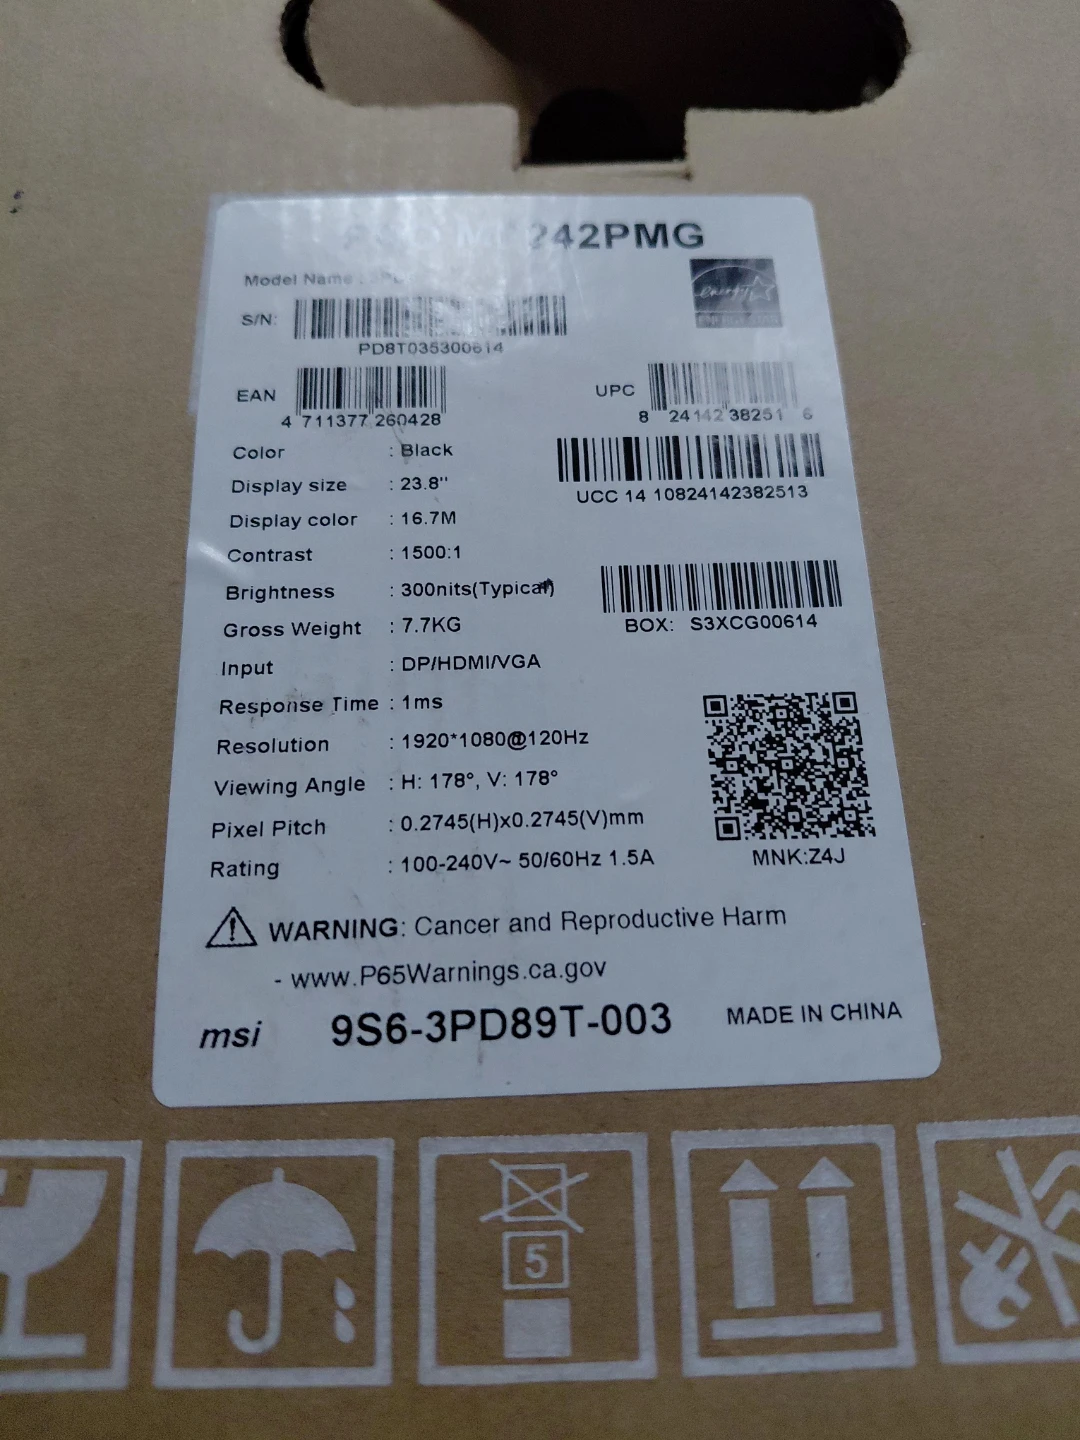 242PMG
Model Name :
S/N:
PD8T035300614
energy
ENERGY STAR
EAN
4 711377 260428
UPC
8 24142 38251 6
UCC 14 10824142382513
Color : Black
Display size : 23.8"
Display color : 16.7M
Contrast : 1500:1
Brightness : 300nits(Typical)
Gross Weight : 7.7KG
BOX: S3XCG00614
Input : DP/HDMI/VGA
Response Time : 1ms
Resolution : 1920*1080@120Hz
Viewing Angle : H: 178°, V: 178°
Pixel Pitch : 0.2745(H)x0.2745(V)mm
Rating : 100-240V~ 50/60Hz 1.5A
MNK:Z4J
WARNING: Cancer and Reproductive Harm
- www.P65Warnings.ca.gov
msi 9S6-3PD89T-003 MADE IN CHINA
5